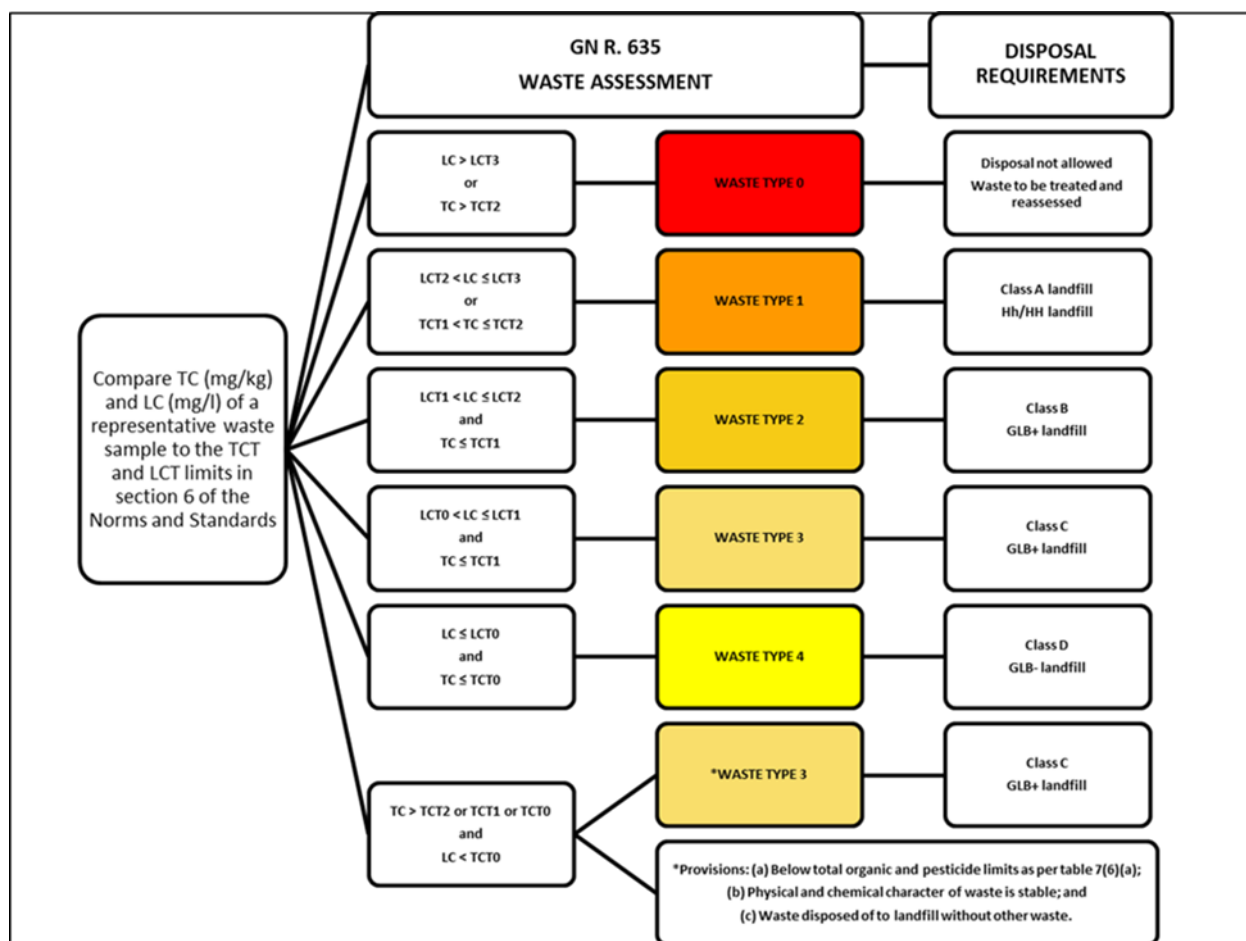 GN R. 635
WASTE ASSESSMENT
DISPOSAL
REQUIREMENTS
Compare TC (mg/kg)
and LC (mg/l) of a
representative waste
sample to the TCT
and LCT limits in
section 6 of the
Norms and Standards
LC > LCT3
or
TC > TCT2
WASTE TYPE 0
Disposal not allowed
Waste to be treated and
reassessed
LCT2 < LC ≤ LCT3
or
TCT1 < TC ≤ TCT2
WASTE TYPE 1
Class A landfill
Hh/HH landfill
LCT1 < LC ≤ LCT2
and
TC ≤ TCT1
WASTE TYPE 2
Class B
GLB+ landfill
LCT0 < LC ≤ LCT1
and
TC ≤ TCT1
WASTE TYPE 3
Class C
GLB+ landfill
LC ≤ LCT0
and
TC ≤ TCT0
WASTE TYPE 4
Class D
GLB- landfill
TC > TCT2 or TCT1 or TCT0
and
LC < TCT0
*WASTE TYPE 3
Class C
GLB+ landfill
*Provisions: (a) Below total organic and pesticide limits as per table 7(6)(a);
(b) Physical and chemical character of waste is stable; and
(c) Waste disposed of to landfill without other waste.